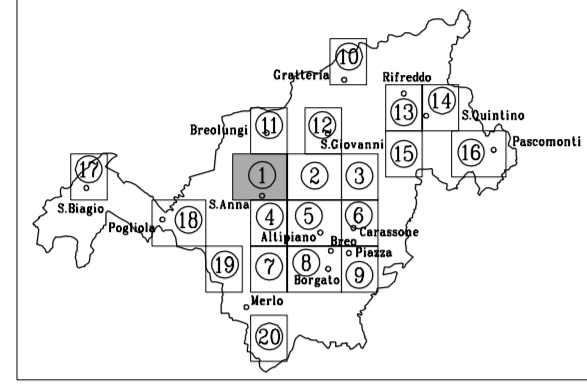 10
Gratteria
Rifreddo
14
13
11
12
S.Quintino
Breolungi
S.Giovanni
Pascomonti
15
16
17
1
2
3
S.Biagio
S.Anna
18
4
5
6
Pogliola
Altipiano
Carassone
Breo
Piazza
19
7
8
9
Borgato
Merlo
20